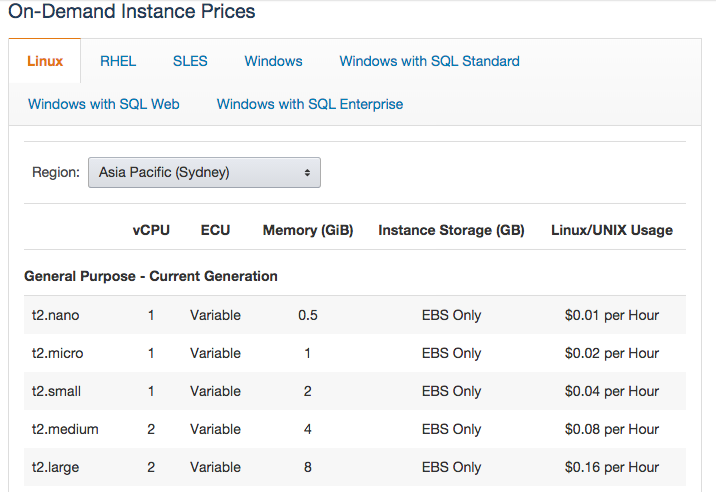 On-Demand Instance Prices
Linux RHEL SLES Windows Windows with SQL Standard
Windows with SQL Web Windows with SQL Enterprise
Region: Asia Pacific (Sydney)
vCPU ECU Memory (GiB) Instance Storage (GB) Linux/UNIX Usage
General Purpose - Current Generation
t2.nano 1 Variable 0.5 EBS Only $0.01 per Hour
t2.micro 1 Variable 1 EBS Only $0.02 per Hour
t2.small 1 Variable 2 EBS Only $0.04 per Hour
t2.medium 2 Variable 4 EBS Only $0.08 per Hour
t2.large 2 Variable 8 EBS Only $0.16 per Hour